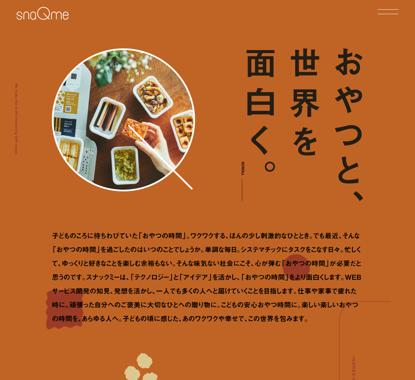 snaQme
おやつと、
世界を
面白く。
SCROLL
子どものころに待ちわびていた「おやつの時間」。ワクワクする、ほんの少し刺激的なひととき。でも最近、そんな
「おやつの時間」を過ごしたのはいつのことでしょうか。単調な毎日。システマチックにタスクをこなす日々。忙しく
て、ゆっくりと好きなことを楽しむ余裕もない。そんな味気ない社会にこそ、心が弾む「おやつの時間」が必要だと
思うのです。スナックミーは、「テクノロジー」と「アイデア」を活かし、「おやつの時間」をより面白くします。WEB
サービス開発の知見、発想を活かし、一人でも多くの人へと届けていくことを目指します。仕事や家事で疲れた
時に。頑張った自分へのご褒美に大切なひとへの贈り物に。こどもの安心おやつ時間に。楽しい楽しいおやつ
の時間を、あらゆる人へ。子どもの頃に感じた、あのワクワクや幸せで、この世界を包みます。